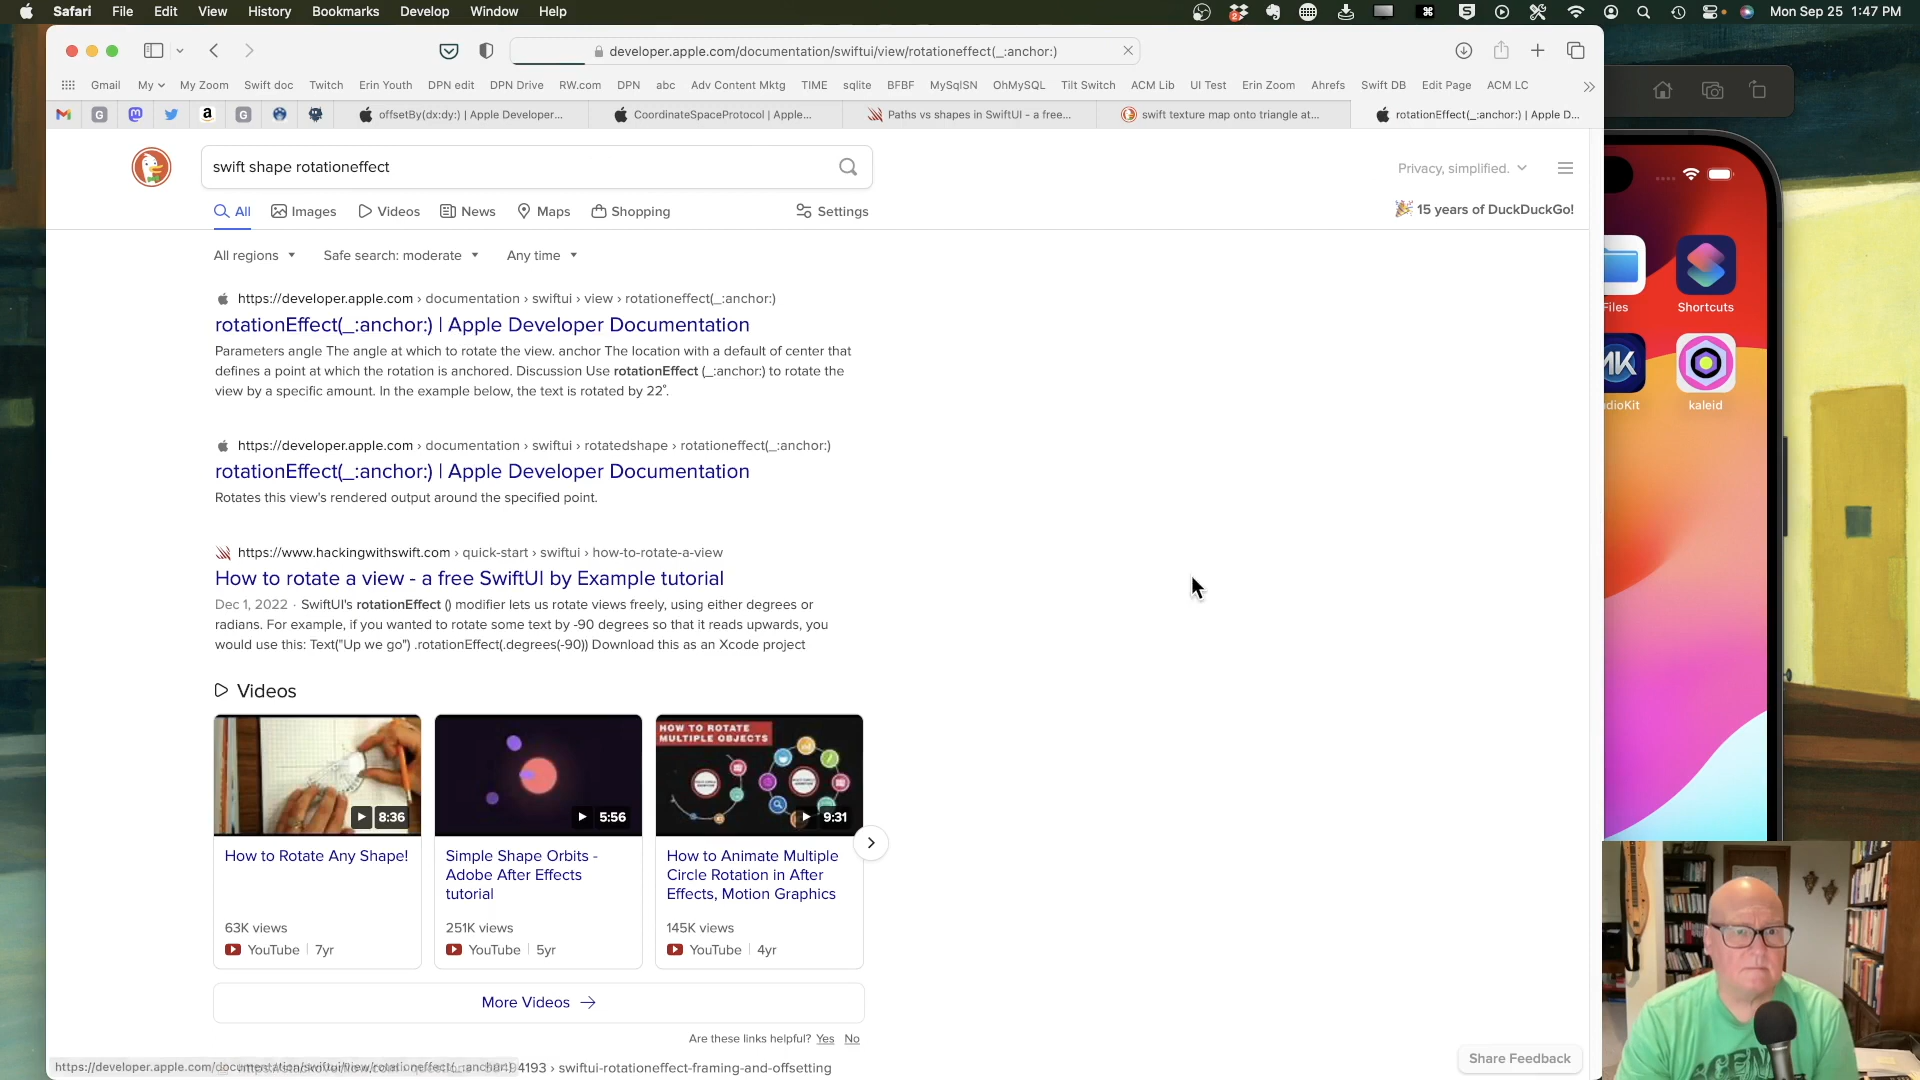 Safari File Edit View History Bookmarks Develop Window Help
Mon Sep 25 1:47 PM
developer.apple.com/documentation/swiftui/view/rotationeffect(_:anchor:)
Gmail My My Zoom Swift doc Twitch Erin Youth DPN edit DPN Drive RW.com DPN abc Adv Content Mktg TIME sqlite BFBF MySqlSN OhMySQL Tilt Switch ACM Lib UI Test Erin Zoom Ahrefs Swift DB Edit Page ACM LC
offsetBy(dx:dy:) | Apple Developer...
CoordinateSpaceProtocol | Apple...
Paths vs shapes in SwiftUI – a free...
swift texture map onto triangle at...
rotationEffect(_:anchor:) | Apple D...
swift shape rotationeffect
Privacy, simplified.
All Images Videos News Maps Shopping Settings
15 years of DuckDuckGo!
All regions Safe search: moderate Any time
https://developer.apple.com › documentation › swiftui › view › rotationeffect(_:anchor:)
rotationEffect(_:anchor:) | Apple Developer Documentation
Parameters angle The angle at which to rotate the view. anchor The location with a default of center that
defines a point at which the rotation is anchored. Discussion Use rotationEffect (_:anchor:) to rotate the
view by a specific amount. In the example below, the text is rotated by 22˚.
https://developer.apple.com › documentation › swiftui › rotatedshape › rotationeffect(_:anchor:)
rotationEffect(_:anchor:) | Apple Developer Documentation
Rotates this view's rendered output around the specified point.
https://www.hackingwithswift.com › quick-start › swiftui › how-to-rotate-a-view
How to rotate a view - a free SwiftUI by Example tutorial
Dec 1, 2022 · SwiftUI's rotationEffect () modifier lets us rotate views freely, using either degrees or
radians. For example, if you wanted to rotate some text by -90 degrees so that it reads upwards, you
would use this: Text("Up we go") .rotationEffect(.degrees(-90)) Download this as an Xcode project
Videos
HOW TO ROTATE
MULTIPLE OBJECTS
8:36
5:56
9:31
How to Rotate Any Shape!
63K views
YouTube 7yr
Simple Shape Orbits -
Adobe After Effects
tutorial
251K views
YouTube 5yr
How to Animate Multiple
Circle Rotation in After
Effects, Motion Graphics
145K views
YouTube 4yr
More Videos
Are these links helpful? Yes No
https://developer.apple.com/documentation/swiftui/view/rotationeffect(_:anchor:)
4193 › swiftui-rotationeffect-framing-and-offsetting
Share Feedback
Files
Shortcuts
dioKit
kaleid